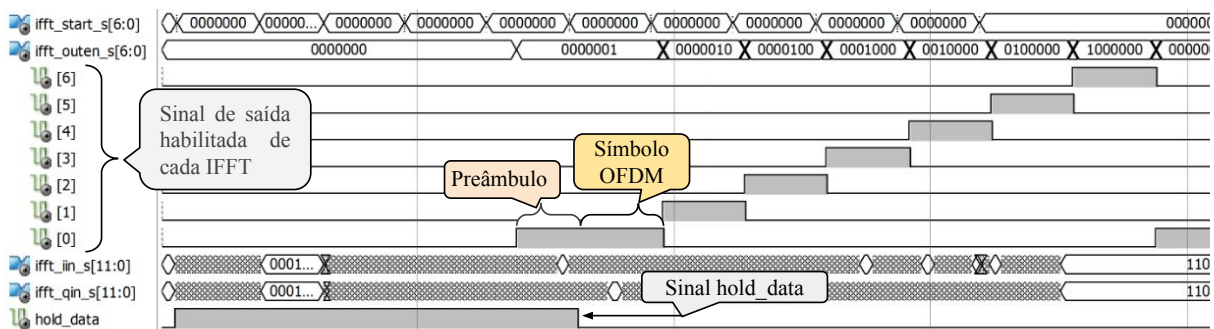 ifft_start_s[6:0] 0000000 00000... 0000000 0000000 0000000 0000000 0000000 0000000 0000000 0000000 000000
ifft_outen_s[6:0] 0000000 0000001 0000010 0000100 0001000 0010000 0100000 1000000 000000
[6]
[5]
[4]
[3]
[2]
[1]
[0]
Sinal de saída
habilitada de
cada IFFT
Preâmbulo
Símbolo
OFDM
ifft_iin_s[11:0] 0001... 110
ifft_qin_s[11:0] 0001... 110
Sinal hold_data
hold_data